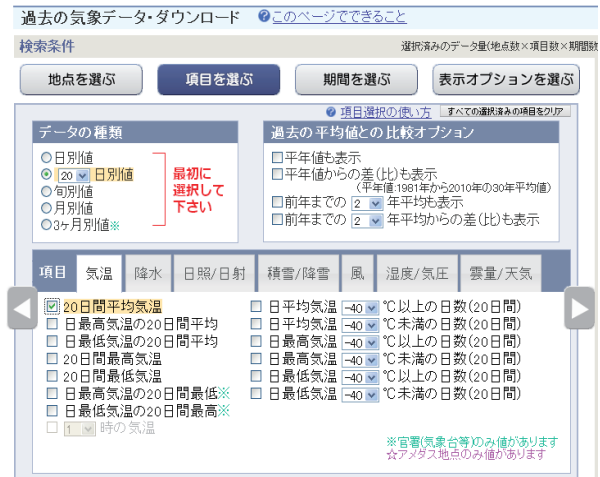 過去の気象データ・ダウンロード ?このページでできること
検索条件 選択済みのデータ量(地点数×項目数×期間数
地点を選ぶ 項目を選ぶ 期間を選ぶ 表示オプションを選ぶ
? 項目選択の使い方 すべての選択済みの項目をクリア
データの種類 過去の平均値との比較オプション
日別値 平年値も表示
20 日別値 最初に 平年値からの差(比)も表示
旬別値 選択して (平年値:1981年から2010年の30年平均値)
月別値 下さい 前年までの 2 年平均も表示
3ヶ月別値※ 前年までの 2 年平均からの差(比)も表示
項目 気温 降水 日照/日射 積雪/降雪 風 湿度/気圧 雲量/天気
20日間平均気温 日平均気温 -40 ℃以上の日数(20日間)
日最高気温の20日間平均 日平均気温 -40 ℃未満の日数(20日間)
日最低気温の20日間平均 日最高気温 -40 ℃以上の日数(20日間)
20日間最高気温 日最高気温 -40 ℃未満の日数(20日間)
20日間最低気温 日最低気温 -40 ℃以上の日数(20日間)
日最高気温の20日間最低※ 日最低気温 -40 ℃未満の日数(20日間)
日最低気温の20日間最高※
1 時の気温
※官署(気象台等)のみ値があります
☆アメダス地点のみ値があります